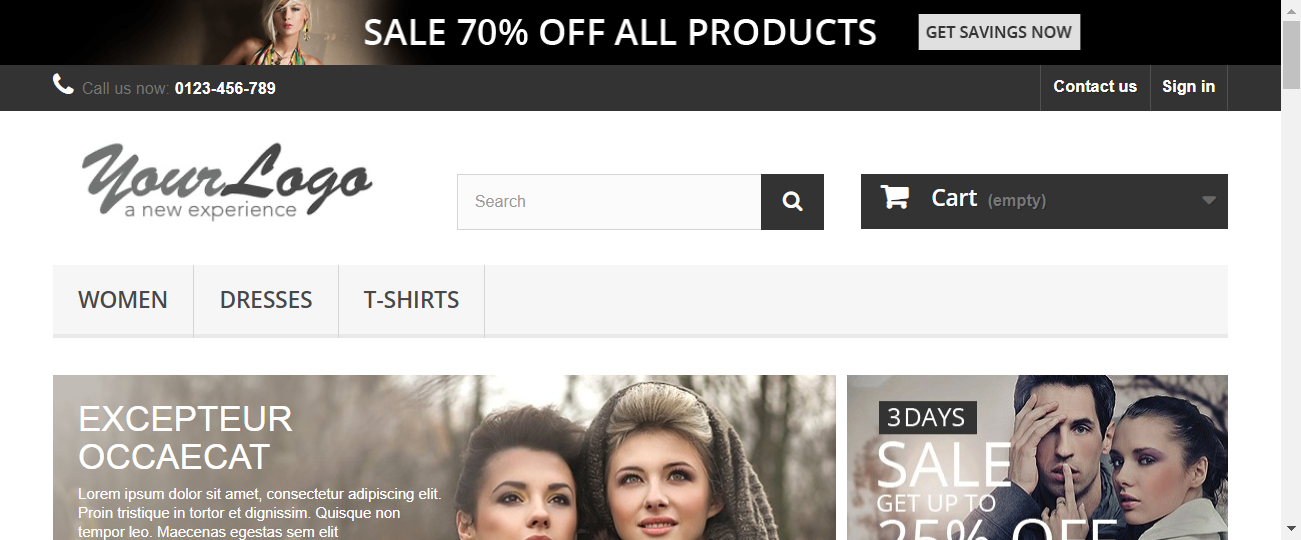 SALE 70% OFF ALL PRODUCTS GET SAVINGS NOW
Call us now: 0123-456-789 Contact us Sign in
YourLogo
a new experience
Search
Cart (empty)
WOMEN DRESSES T-SHIRTS
EXCEPTEUR
OCCAECAT
Lorem ipsum dolor sit amet, consectetur adipiscing elit.
Proin tristique in tortor et dignissim. Quisque non
tempor leo. Maecenas egestas sem elit
3 DAYS
SALE
GET UP TO
25% OFF